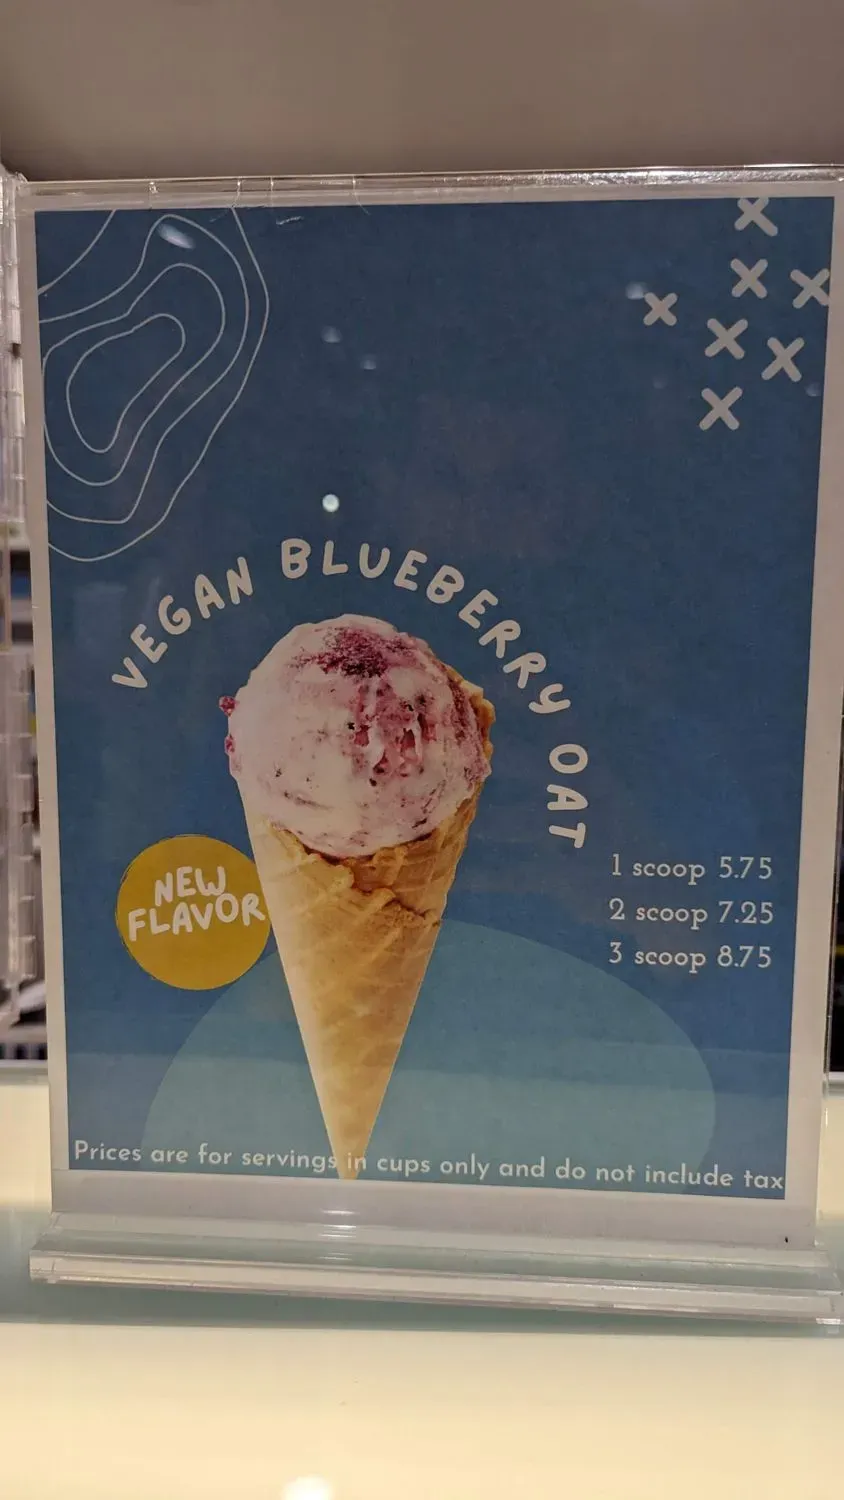 VEGAN BLUEBERRY OAT
NEW
FLAVOR
1 scoop 5.75
2 scoop 7.25
3 scoop 8.75
Prices are for servings in cups only and do not include tax